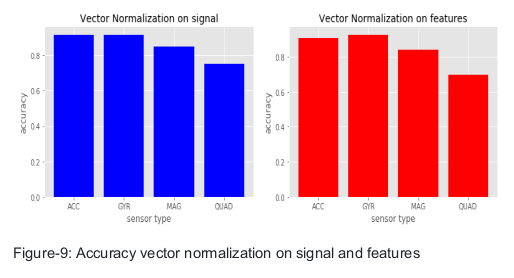 Vector Normalization on signal
accuracy
0.8
0.6
0.4
0.2
0.0
ACC GYR MAG QUAD
sensor type
Vector Normalization on features
accuracy
0.8
0.6
0.4
0.2
0.0
ACC GYR MAG QUAD
sensor type
Figure-9: Accuracy vector normalization on signal and features